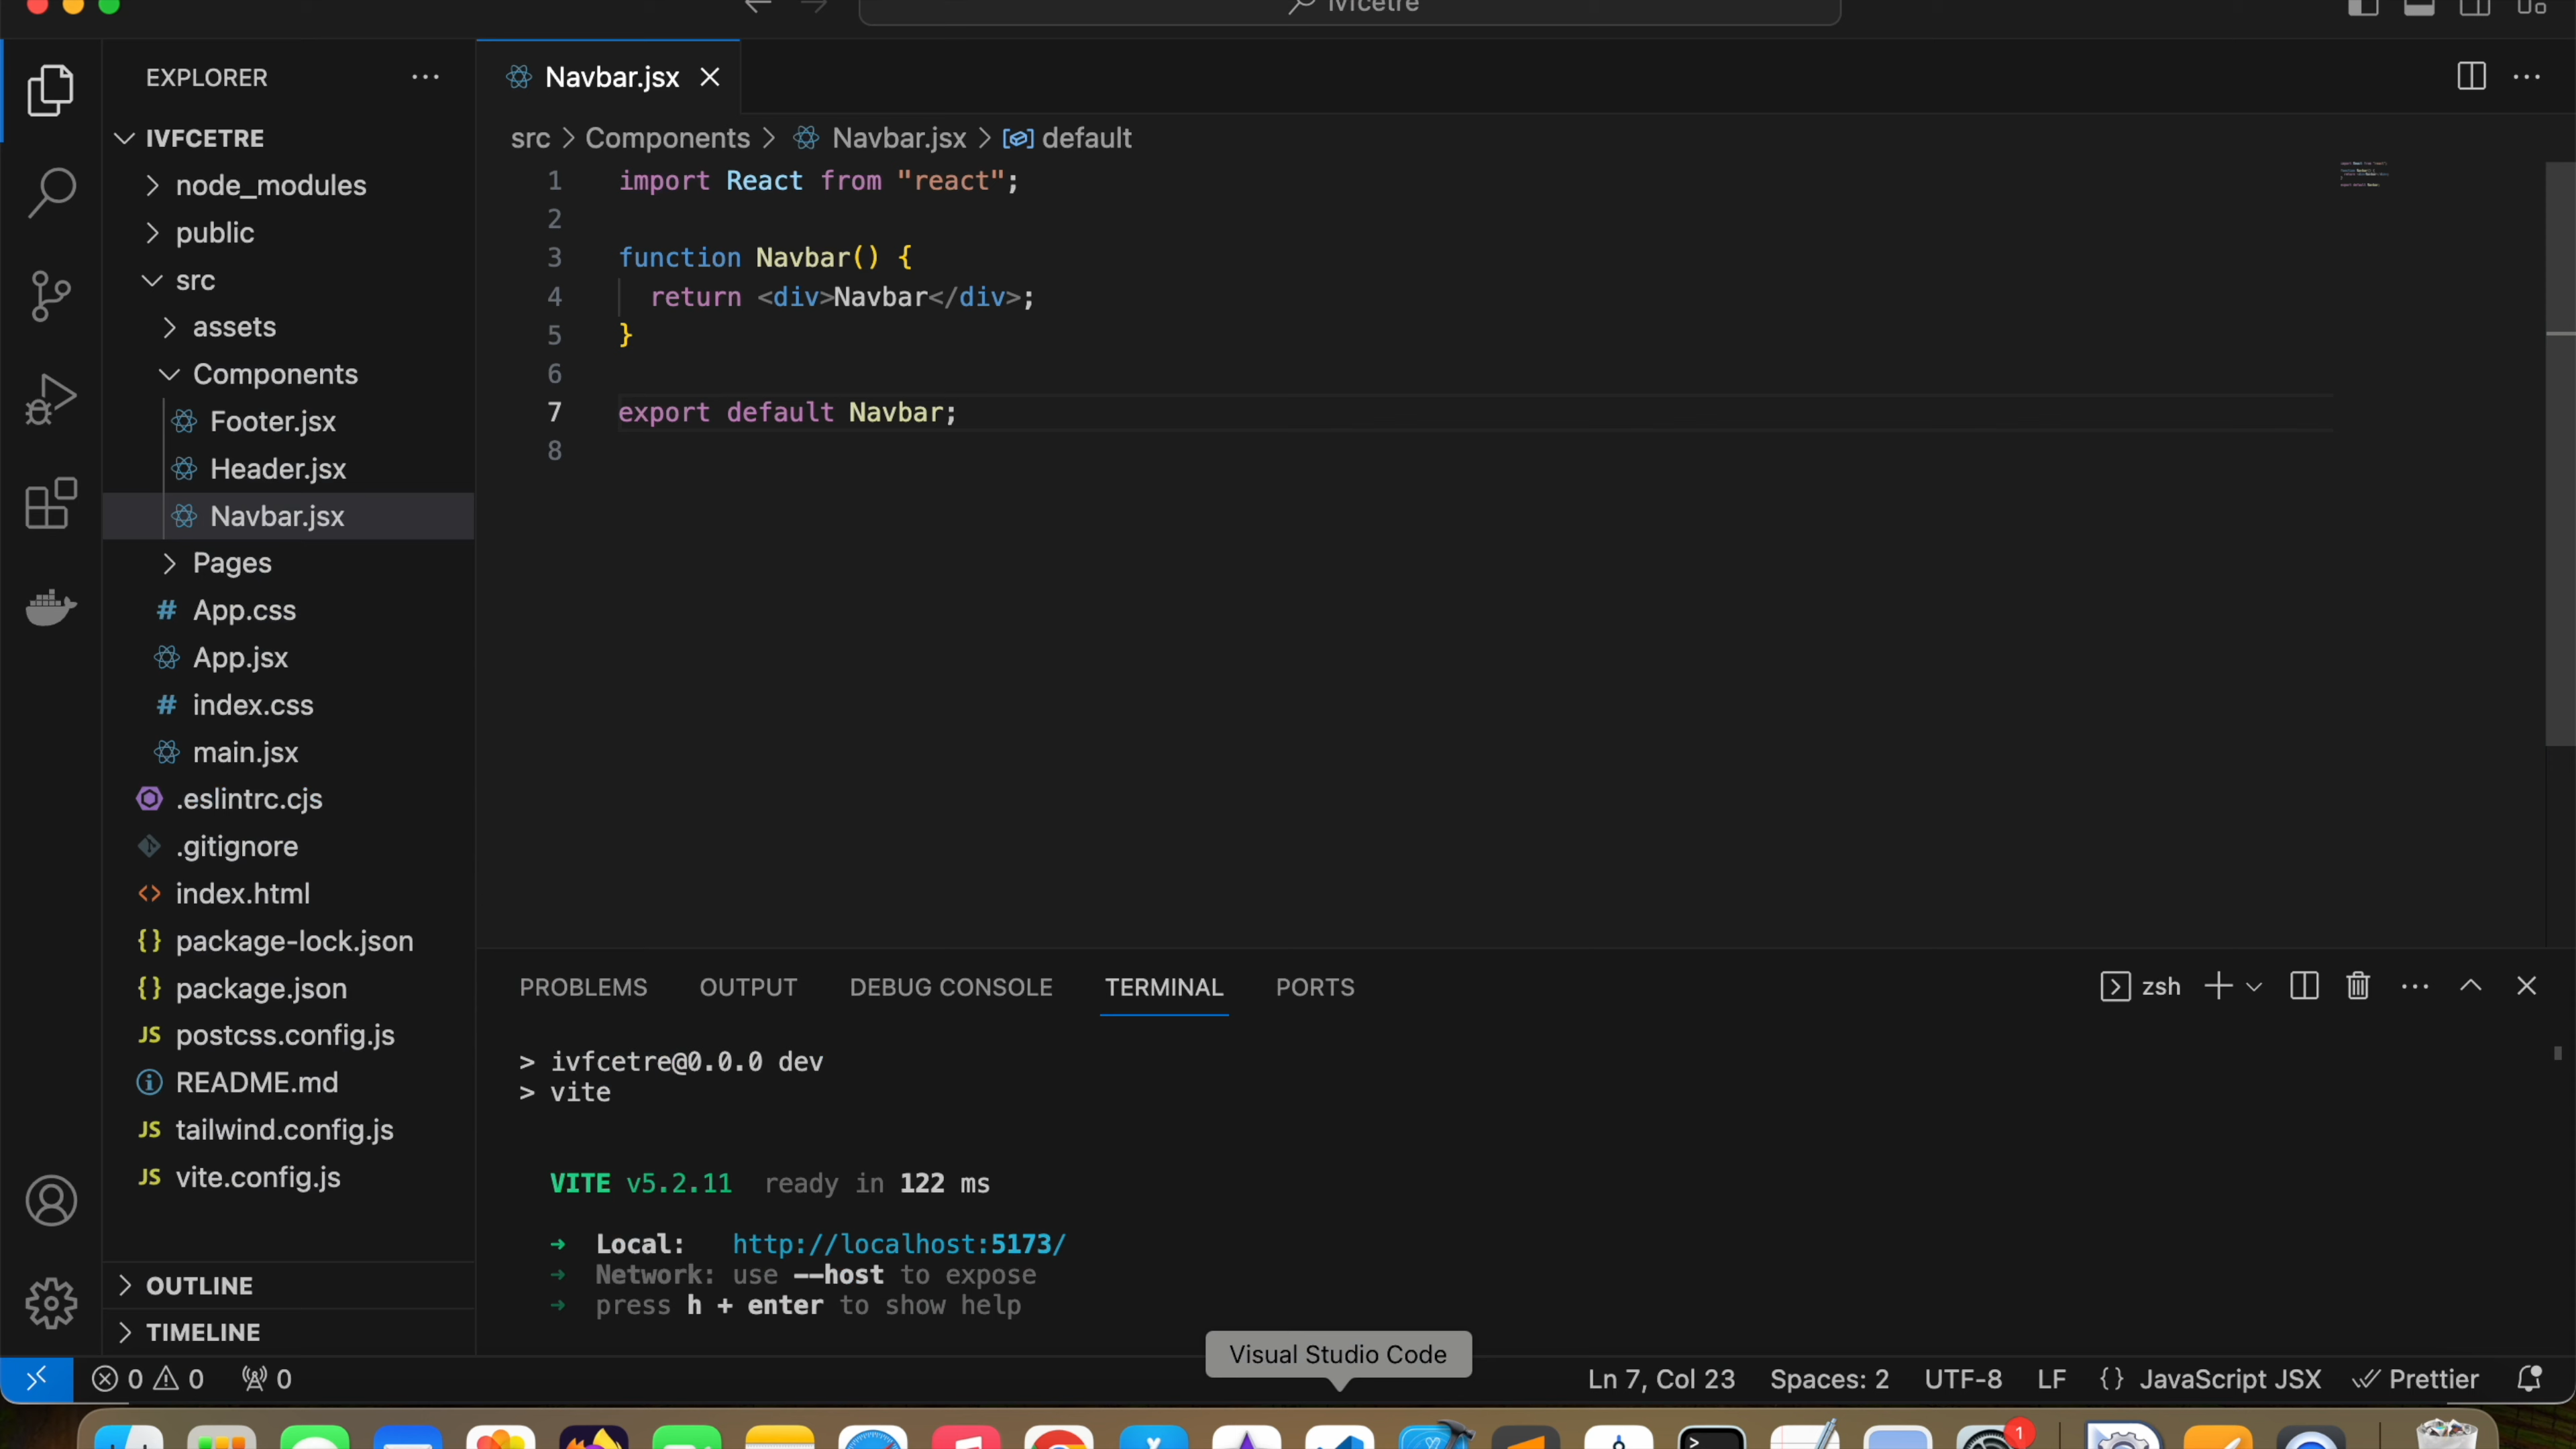 ivfcetre
EXPLORER
Navbar.jsx
IVFCETRE
src > Components > Navbar.jsx > default
node_modules
public
src
assets
Components
Footer.jsx
Header.jsx
Navbar.jsx
Pages
# App.css
App.jsx
# index.css
main.jsx
.eslintrc.cjs
.gitignore
<> index.html
{} package-lock.json
{} package.json
JS postcss.config.js
README.md
JS tailwind.config.js
JS vite.config.js
OUTLINE
TIMELINE
1 import React from "react";
2
3 function Navbar() {
4 return <div>Navbar</div>;
5 }
6
7 export default Navbar;
8
PROBLEMS OUTPUT DEBUG CONSOLE TERMINAL PORTS
zsh
> ivfcetre@0.0.0 dev
> vite
VITE v5.2.11 ready in 122 ms
➜ Local: http://localhost:5173/
➜ Network: use --host to expose
➜ press h + enter to show help
Visual Studio Code
0 0 0
Ln 7, Col 23 Spaces: 2 UTF-8 LF {} JavaScript JSX Prettier
1